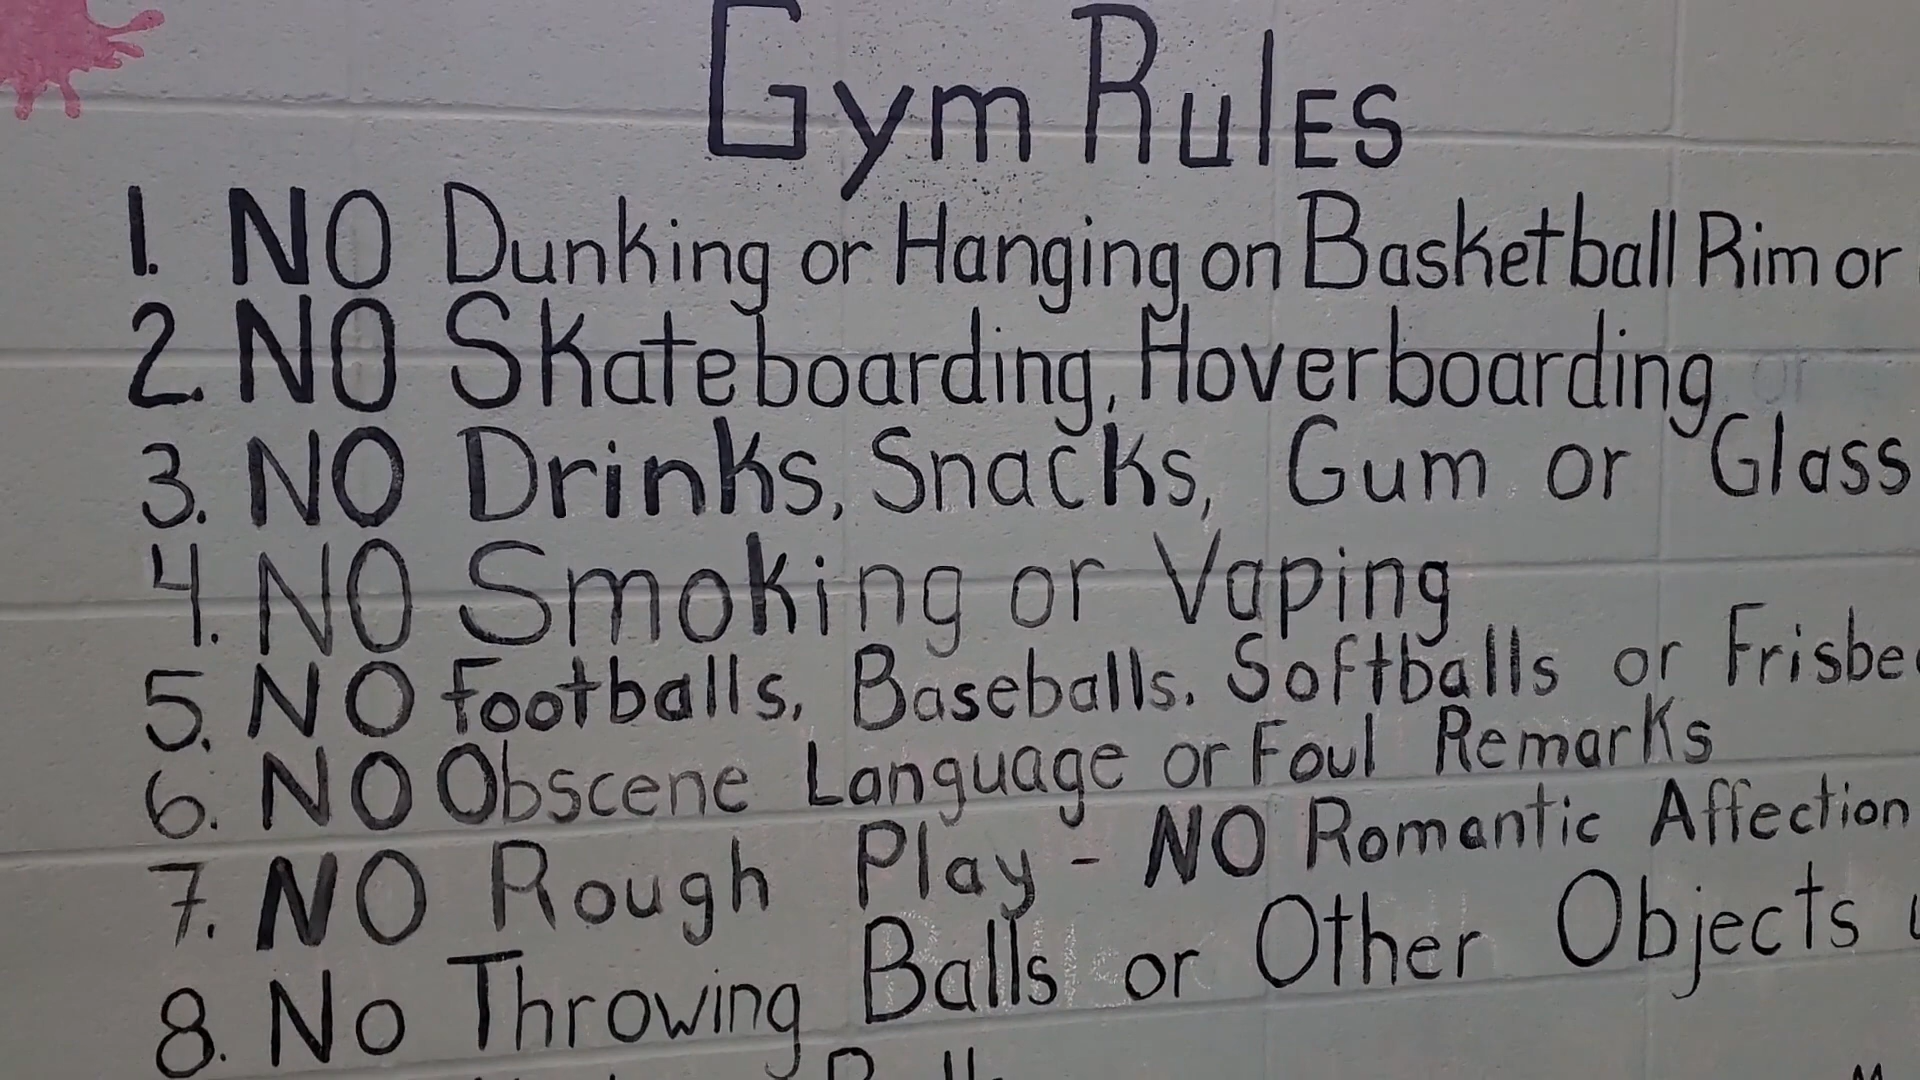 Gym RulES
1. NO Dunking or Hanging on Basketball Rim or
2. NO Skateboarding, Hoverboarding or
3. NO Drinks, Snacks, Gum or Glass
4. NO Smoking or Vaping
5. NO Footballs, Baseballs, Softballs or
6. NO Obscene Language or Foul Remarks
7. NO Rough Play - NO Romantic Affection
8. No Throwing Balls or Other Objects